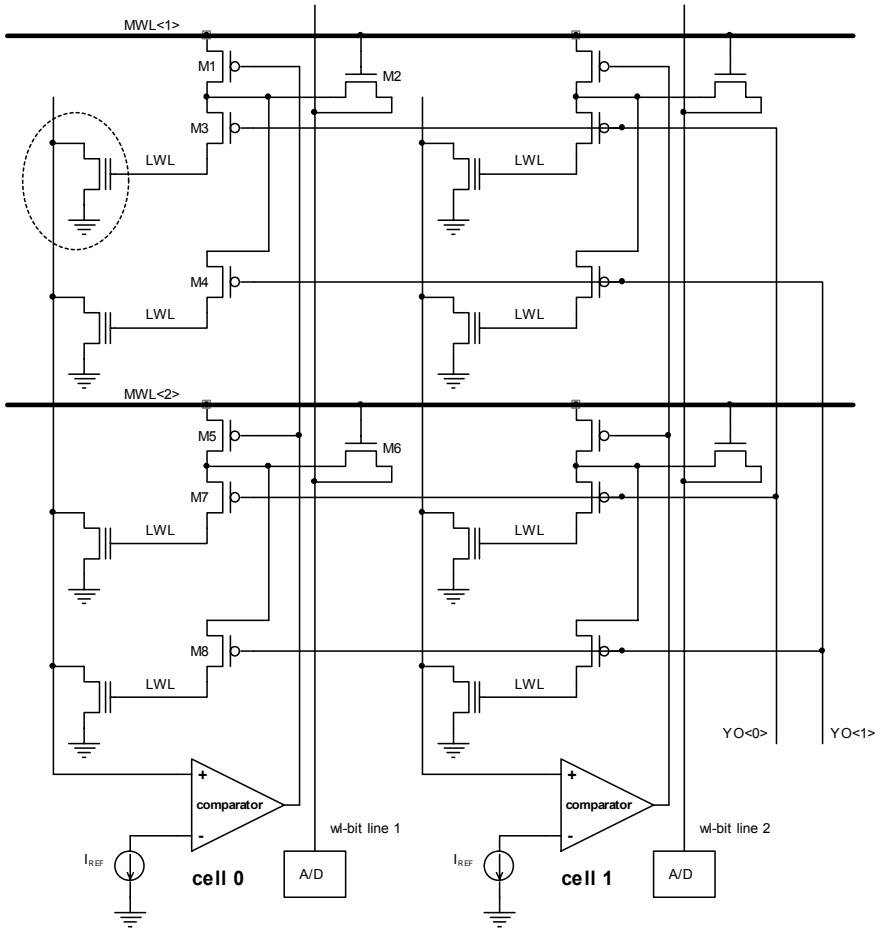 MWL<1>
M1
M2
M3
LWL
LWL
M4
LWL
LWL
MWL<2>
M5
M6
M7
LWL
LWL
M8
LWL
LWL
YO<0>
YO<1>
+
comparator
-
+
comparator
-
wl-bit line 1
wl-bit line 2
IREF
cell 0
A/D
IREF
cell 1
A/D